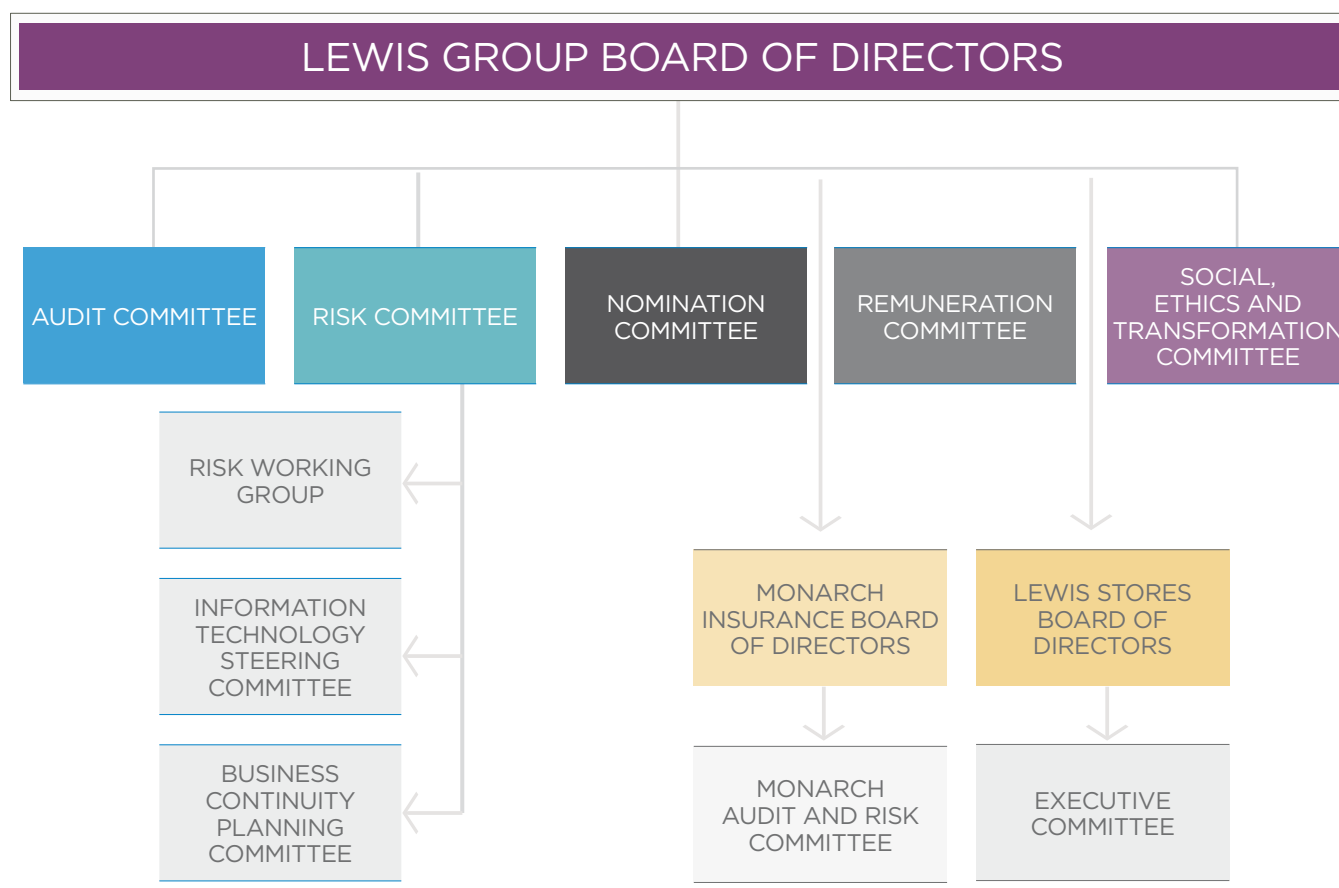 LEWIS GROUP BOARD OF DIRECTORS
AUDIT COMMITTEE
RISK COMMITTEE
NOMINATION
COMMITTEE
REMUNERATION
COMMITTEE
SOCIAL,
ETHICS AND
TRANSFORMATION
COMMITTEE
RISK WORKING
GROUP
INFORMATION
TECHNOLOGY
STEERING
COMMITTEE
BUSINESS
CONTINUITY
PLANNING
COMMITTEE
MONARCH
INSURANCE BOARD
OF DIRECTORS
LEWIS STORES
BOARD OF
DIRECTORS
MONARCH
AUDIT AND RISK
COMMITTEE
EXECUTIVE
COMMITTEE